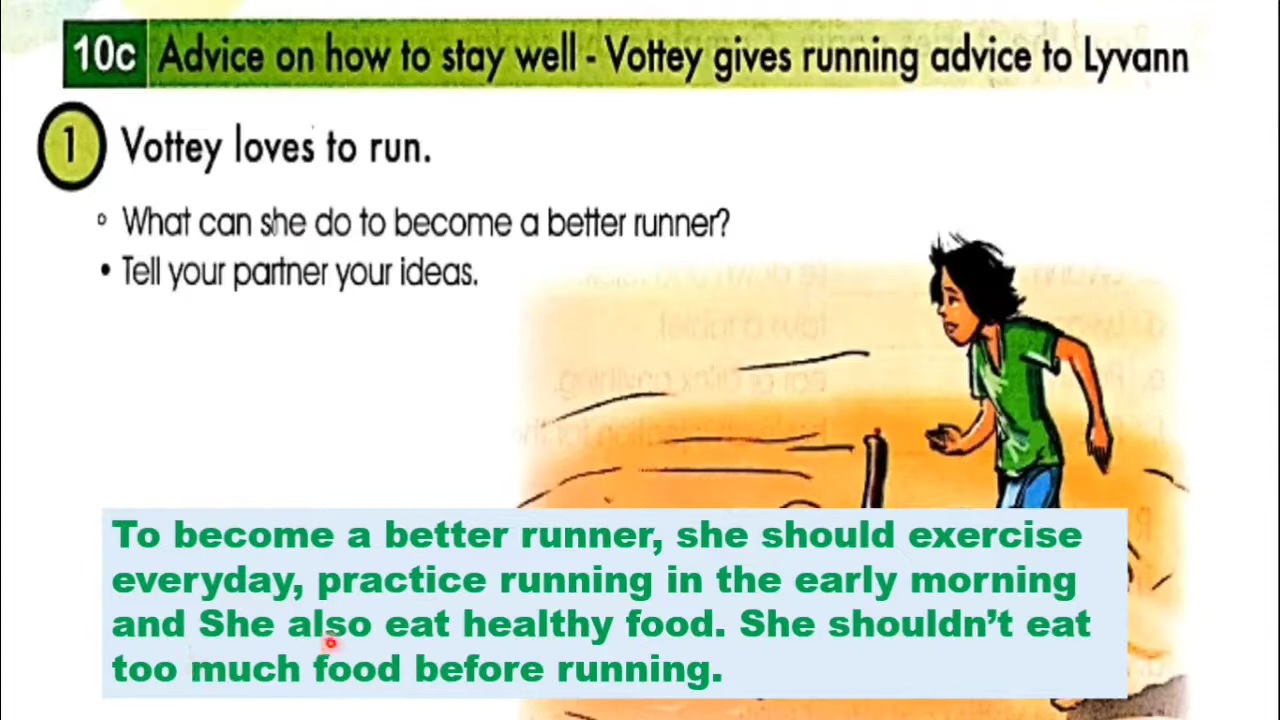 10c Advice on how to stay well - Vottey gives running advice to Lyvann
1 Vottey loves to run.
What can she do to become a better runner?
• Tell your partner your ideas.
To become a better runner, she should exercise
everyday, practice running in the early morning
and She also eat healthy food. She shouldn't eat
too much food before running.